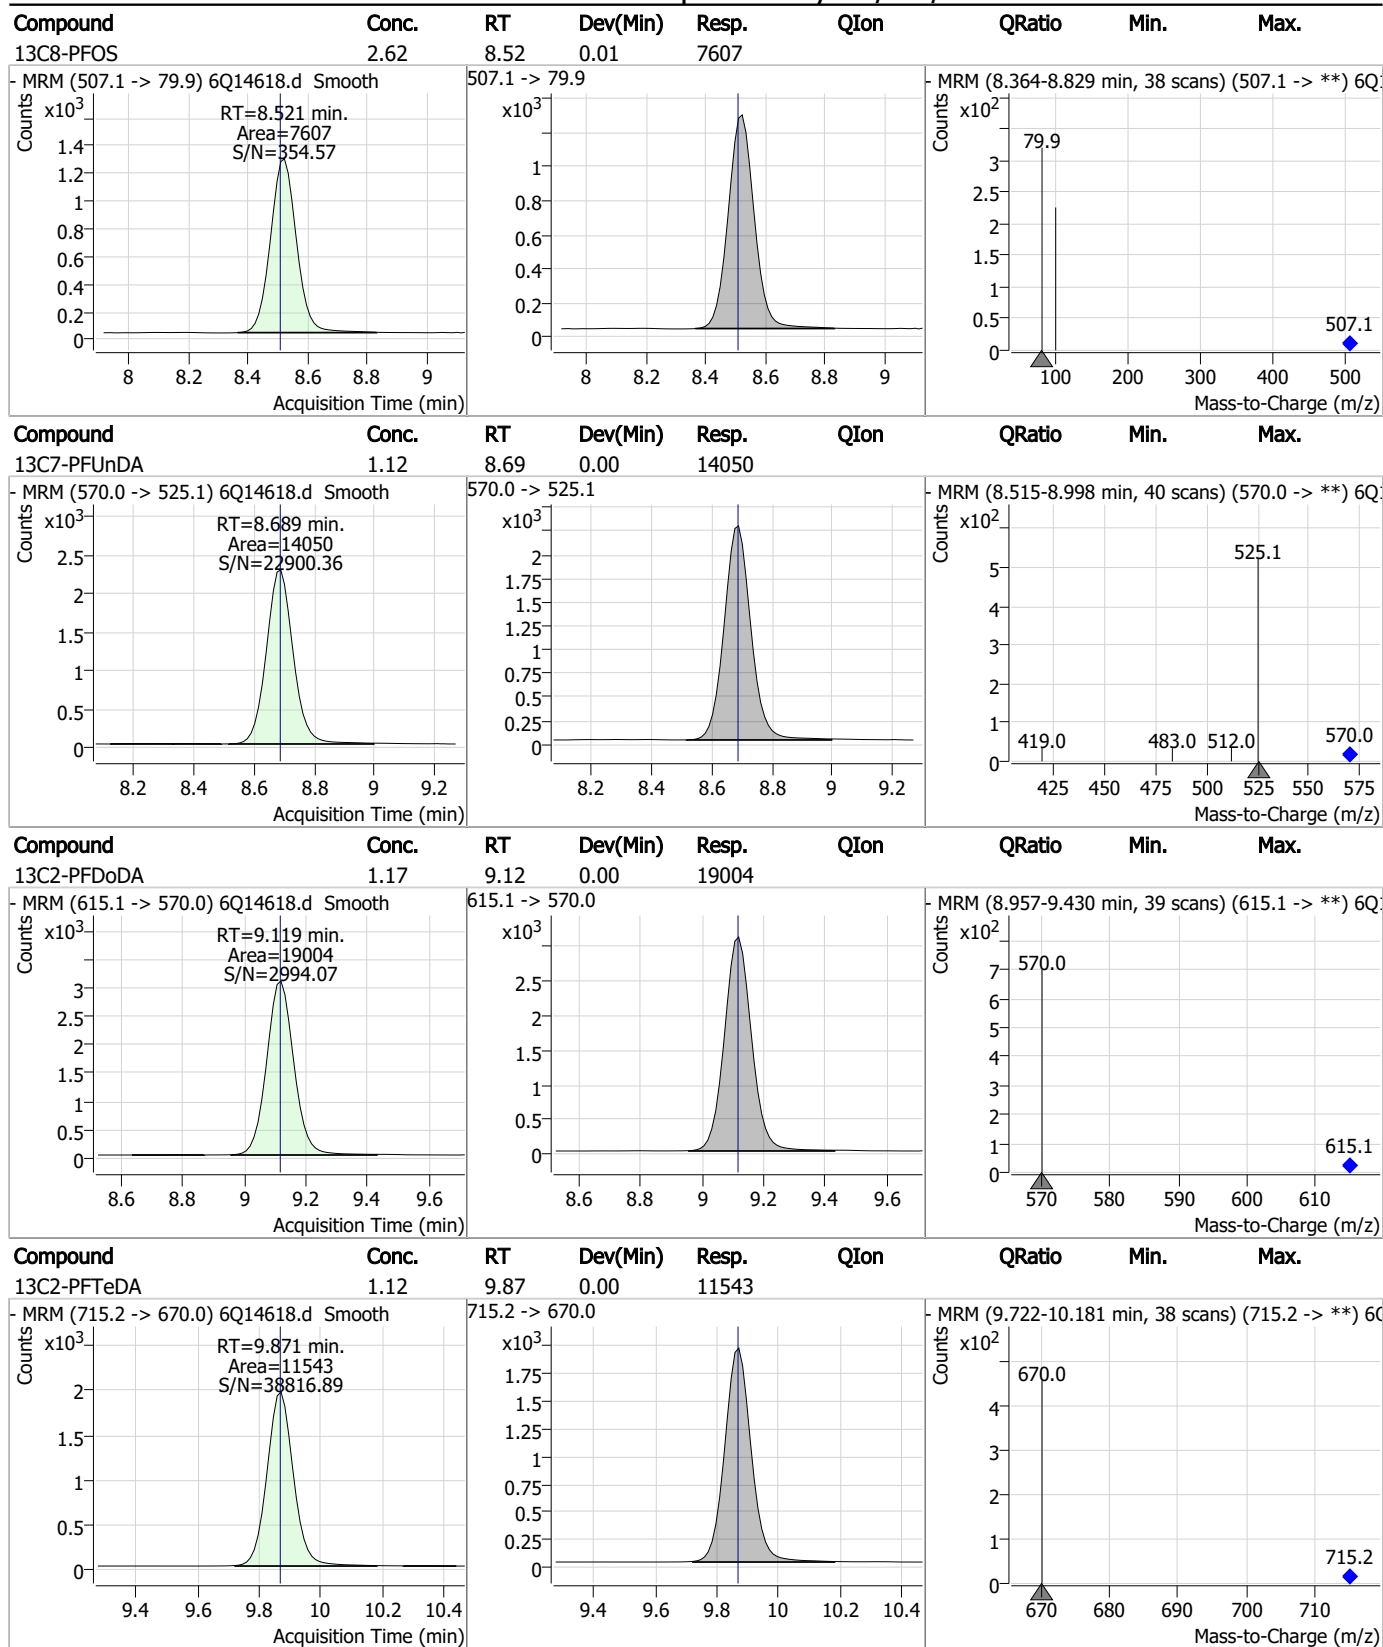 Compound Conc. RT Dev(Min) Resp. QIon QRatio Min. Max.
13C8-PFOS 2.62 8.52 0.01 7607
- MRM (507.1 -> 79.9) 6Q14618.d Smooth
Counts
x10³
RT=8.521 min.
Area=7607
S/N=354.57
1.4
1.2
1
0.8
0.6
0.4
0.2
0
8 8.2 8.4 8.6 8.8 9
Acquisition Time (min)
507.1 -> 79.9
x10³
1
0.8
0.6
0.4
0.2
0
8 8.2 8.4 8.6 8.8 9
- MRM (8.364-8.829 min, 38 scans) (507.1 -> **)
Counts
x10²
79.9
3
2.5
2
1.5
1
0.5
0
507.1
100 200 300 400 500
Mass-to-Charge (m/z)
Compound Conc. RT Dev(Min) Resp. QIon QRatio Min. Max.
13C7-PFUnDA 1.12 8.69 0.00 14050
- MRM (570.0 -> 525.1) 6Q14618.d Smooth
Counts
x10³
RT=8.689 min.
Area=14050
S/N=22900.36
2.5
2
1.5
1
0.5
0
8.2 8.4 8.6 8.8 9 9.2
Acquisition Time (min)
570.0 -> 525.1
x10³
2
1.75
1.5
1.25
1
0.75
0.5
0.25
0
8.2 8.4 8.6 8.8 9 9.2
- MRM (8.515-8.998 min, 40 scans) (570.0 -> **)
Counts
x10²
525.1
5
4
3
2
1
0
419.0 483.0 512.0 570.0
425 450 475 500 525 550 575
Mass-to-Charge (m/z)
Compound Conc. RT Dev(Min) Resp. QIon QRatio Min. Max.
13C2-PFDoDA 1.17 9.12 0.00 19004
- MRM (615.1 -> 570.0) 6Q14618.d Smooth
Counts
x10³
RT=9.119 min.
Area=19004
S/N=2994.07
3
2.5
2
1.5
1
0.5
0
8.6 8.8 9 9.2 9.4 9.6
Acquisition Time (min)
615.1 -> 570.0
x10³
2.5
2
1.5
1
0.5
0
8.6 8.8 9 9.2 9.4 9.6
- MRM (8.957-9.430 min, 39 scans) (615.1 -> **)
Counts
x10²
570.0
7
6
5
4
3
2
1
0
615.1
570 580 590 600 610
Mass-to-Charge (m/z)
Compound Conc. RT Dev(Min) Resp. QIon QRatio Min. Max.
13C2-PFTeDA 1.12 9.87 0.00 11543
- MRM (715.2 -> 670.0) 6Q14618.d Smooth
Counts
x10³
RT=9.871 min.
Area=11543
S/N=38816.89
2
1.5
1
0.5
0
9.4 9.6 9.8 10 10.2 10.4
Acquisition Time (min)
715.2 -> 670.0
x10³
1.75
1.5
1.25
1
0.75
0.5
0.25
0
9.4 9.6 9.8 10 10.2 10.4
- MRM (9.722-10.181 min, 38 scans) (715.2 -> **)
Counts
x10²
670.0
4
3
2
1
0
715.2
670 680 690 700 710
Mass-to-Charge (m/z)